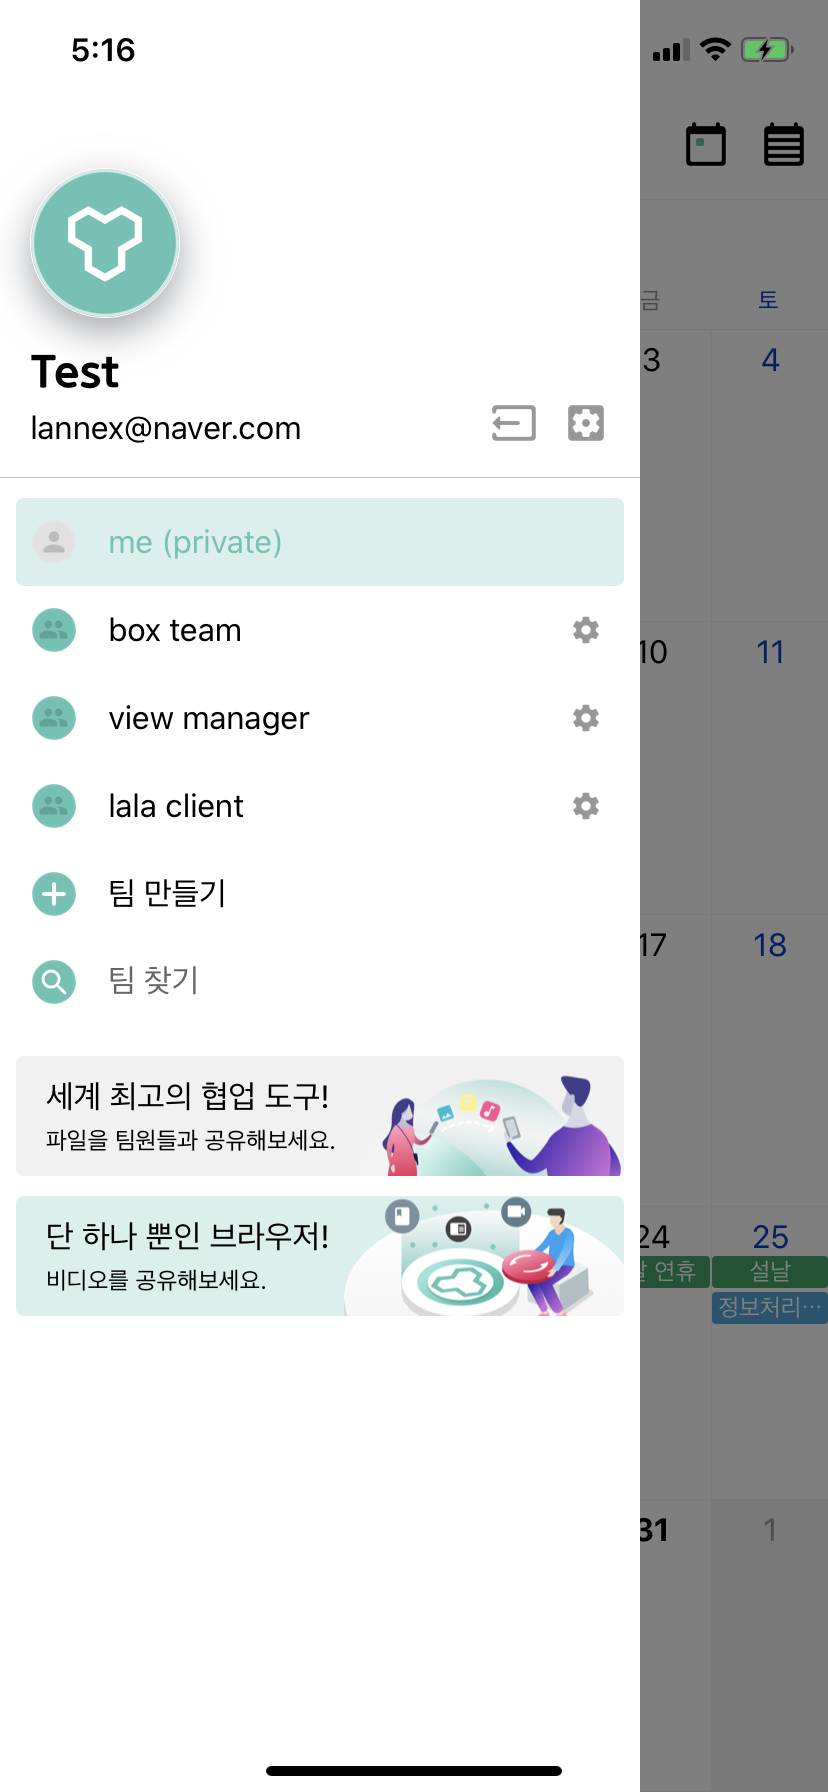 5:16
Test
lannex@naver.com
me (private)
box team
view manager
lala client
팀 만들기
팀 찾기
세계 최고의 협업 도구!
파일을 팀원들과 공유해보세요.
단 하나 뿐인 브라우저!
비디오를 공유해보세요.
금 토
3 4
10 11
17 18
24 25
연휴 설날
정보처리…
31 1